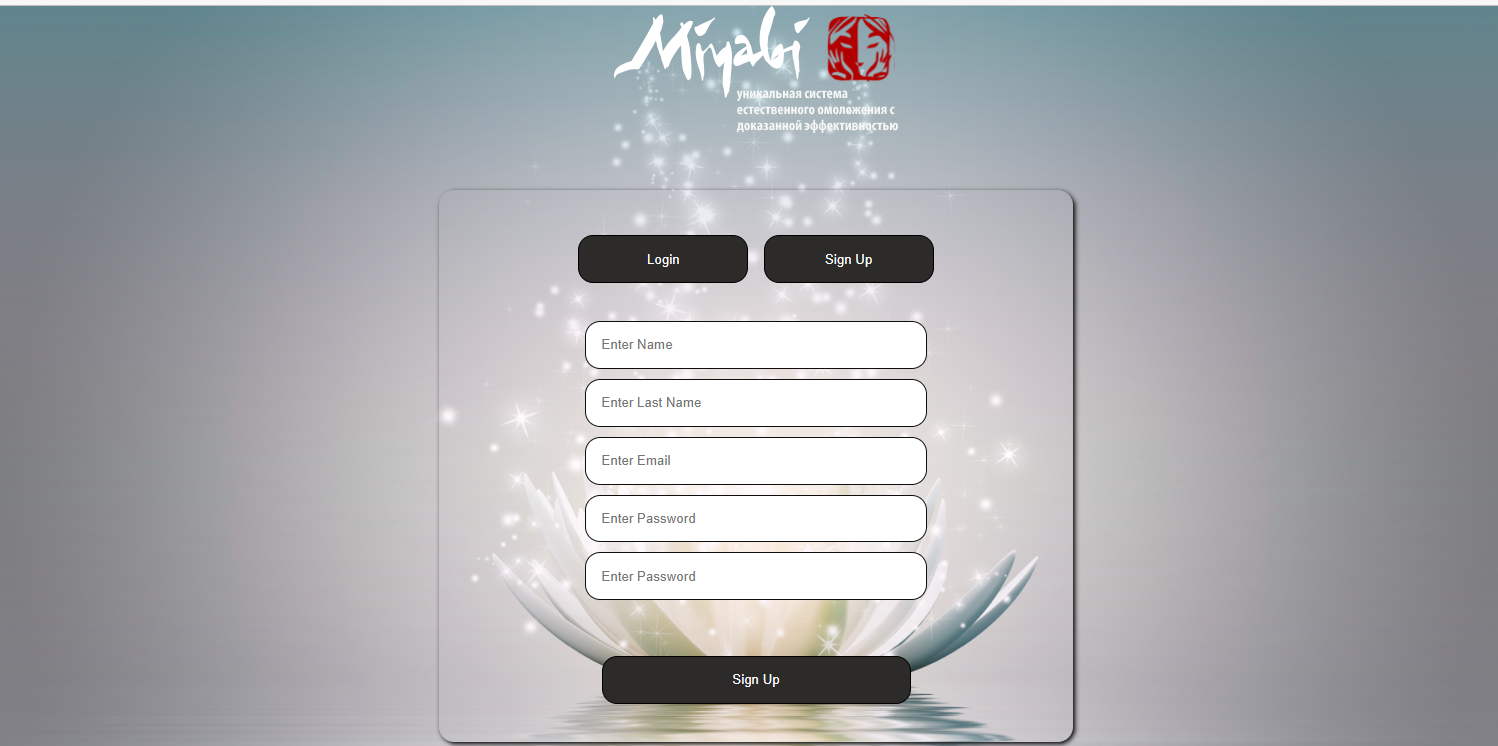 Miyabi
уникальная система
естественного омоложения с
доказанной эффективностью
Login
Sign Up
Enter Name
Enter Last Name
Enter Email
Enter Password
Enter Password
Sign Up